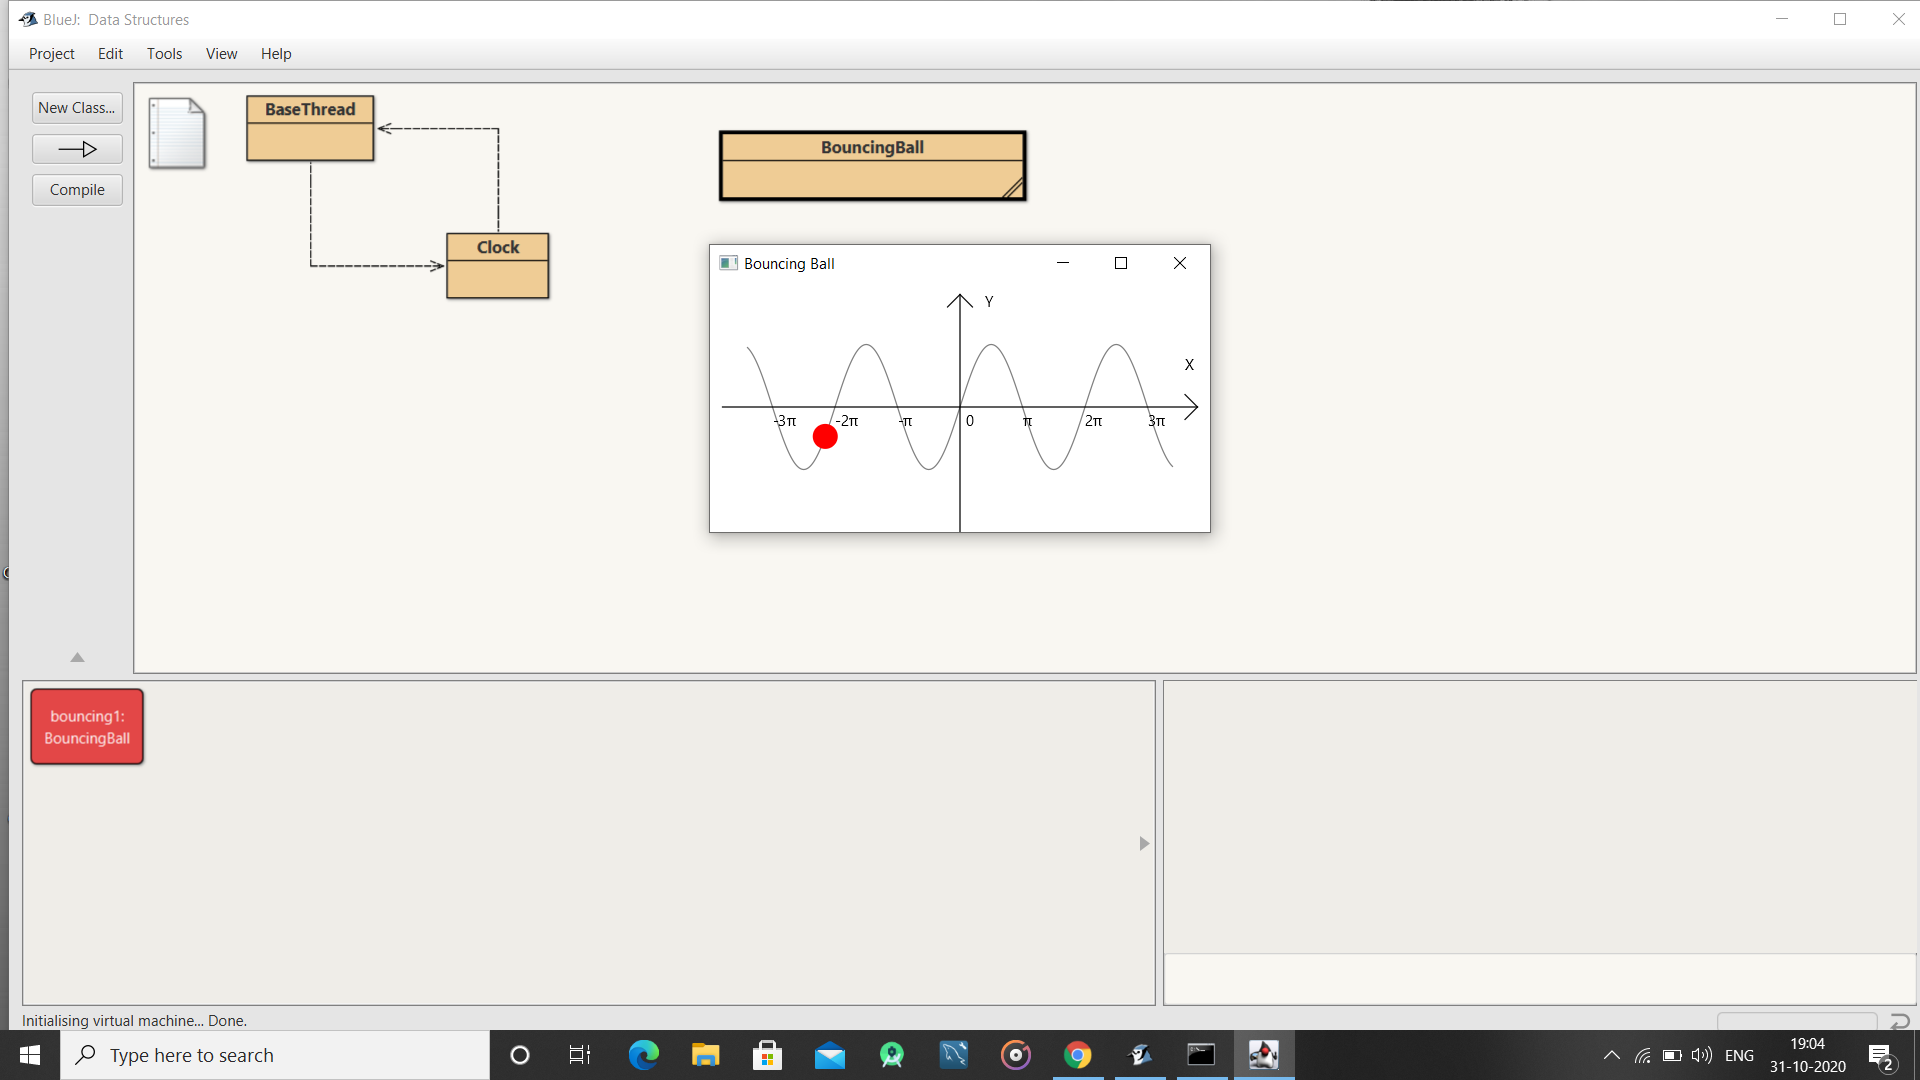 BlueJ: Data Structures
Project Edit Tools View Help
New Class...
Compile
BaseThread
Clock
BouncingBall
Bouncing Ball
Y
X
-3π -2π -π 0 π 2π 3π
bouncing1:
BouncingBall
Initialising virtual machine... Done.
Type here to search
ENG
19:04
31-10-2020
2